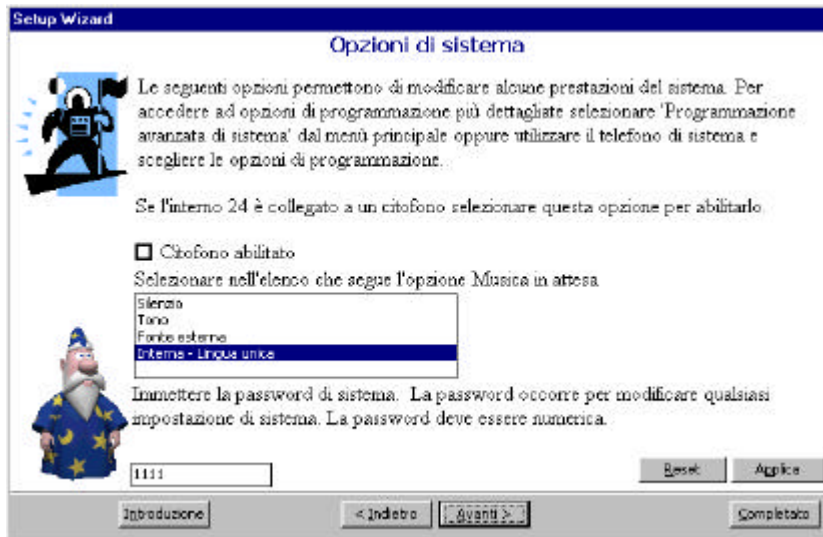 Setup Wizard
Opzioni di sistema
Le seguenti opzioni permettono di modificare alcune prestazioni del sistema. Per
accedere ad opzioni di programmazione più dettagliate selezionare 'Programmazione
avanzata di sistema' dal menù principale oppure utilizzare il telefono di sistema e
scegliere le opzioni di programmazione.
Se l'interno 24 è collegato a un citofono selezionare questa opzione per abilitarlo.
Citofono abilitato
Selezionare nell'elenco che segue l'opzione Musica in attesa
Silenzio
Tono
Fonte esterna
Interna - Lingua unica
Immettere la password di sistema. La password occorre per modificare qualsiasi
impostazione di sistema. La password deve essere numerica.
1111
Reset
Applica
Introduzione
< Indietro
Avanti >
Completato